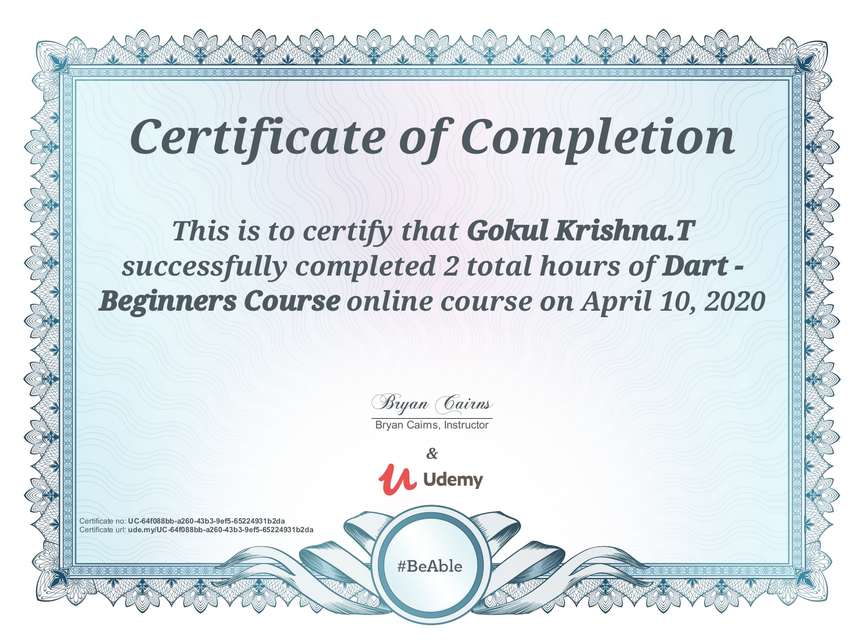 Certificate of Completion
This is to certify that Gokul Krishna.T
successfully completed 2 total hours of Dart -
Beginners Course online course on April 10, 2020
Bryan Cairns
Bryan Cairns, Instructor
&
Udemy
Certificate no: UC-64f088bb-a260-43b3-9ef5-65224931b2da
Certificate url: ude.my/UC-64f088bb-a260-43b3-9ef5-65224931b2da
#BeAble